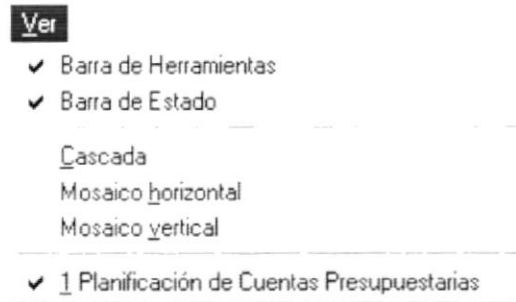 Ver
✔ Barra de Herramientas
✔ Barra de Estado
Cascada
Mosaico horizontal
Mosaico vertical
✔ 1 Planificación de Cuentas Presupuestarias